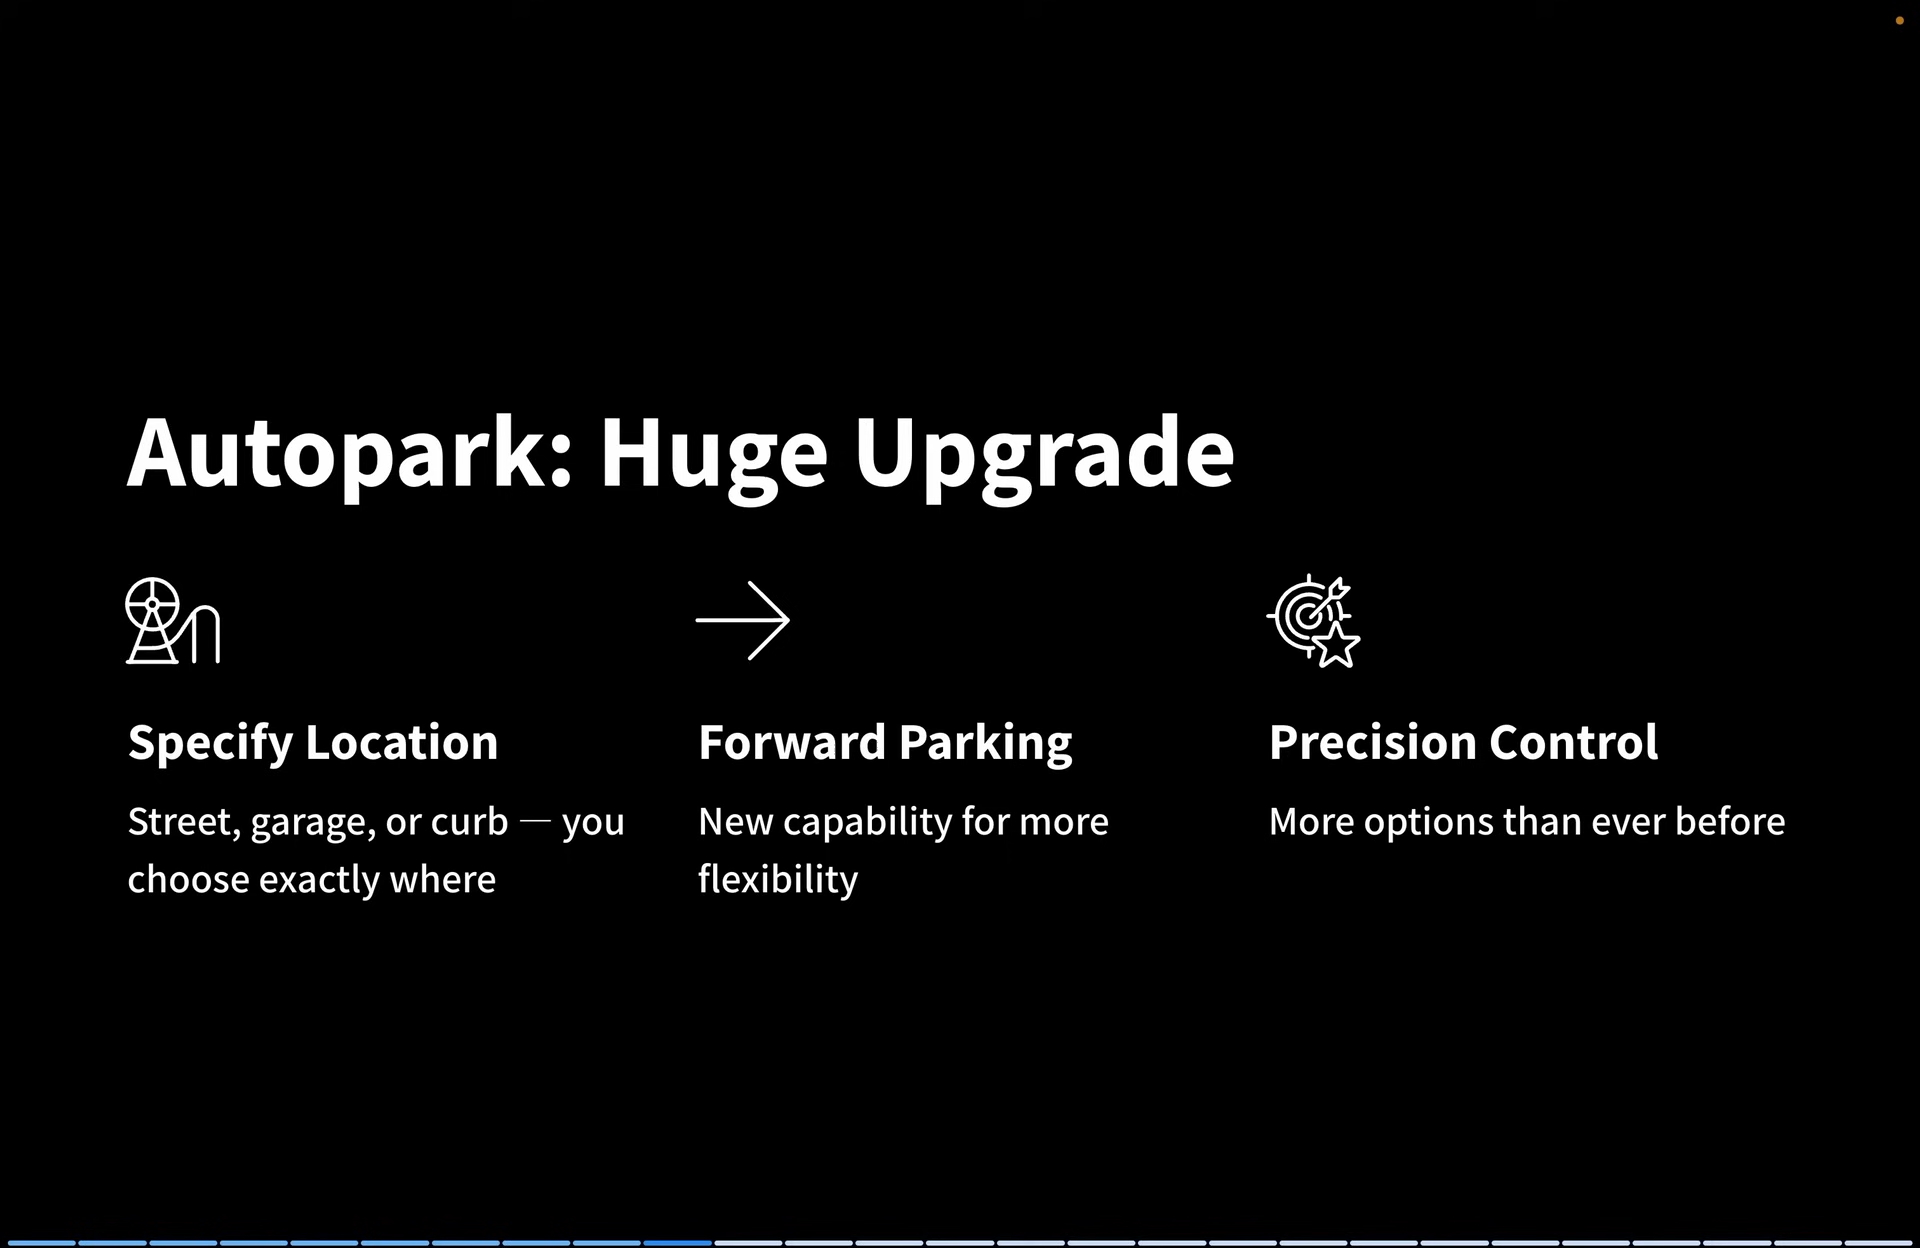 Autopark: Huge Upgrade
Specify Location
Street, garage, or curb — you
choose exactly where
Forward Parking
New capability for more
flexibility
Precision Control
More options than ever before